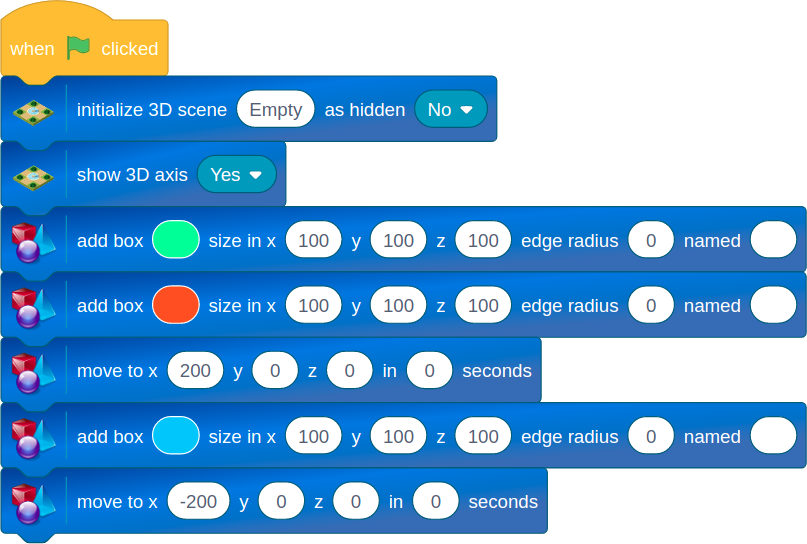 when clicked
initialize 3D scene Empty as hidden No
show 3D axis Yes
add box size in x 100 y 100 z 100 edge radius 0 named
add box size in x 100 y 100 z 100 edge radius 0 named
move to x 200 y 0 z 0 in 0 seconds
add box size in x 100 y 100 z 100 edge radius 0 named
move to x -200 y 0 z 0 in 0 seconds